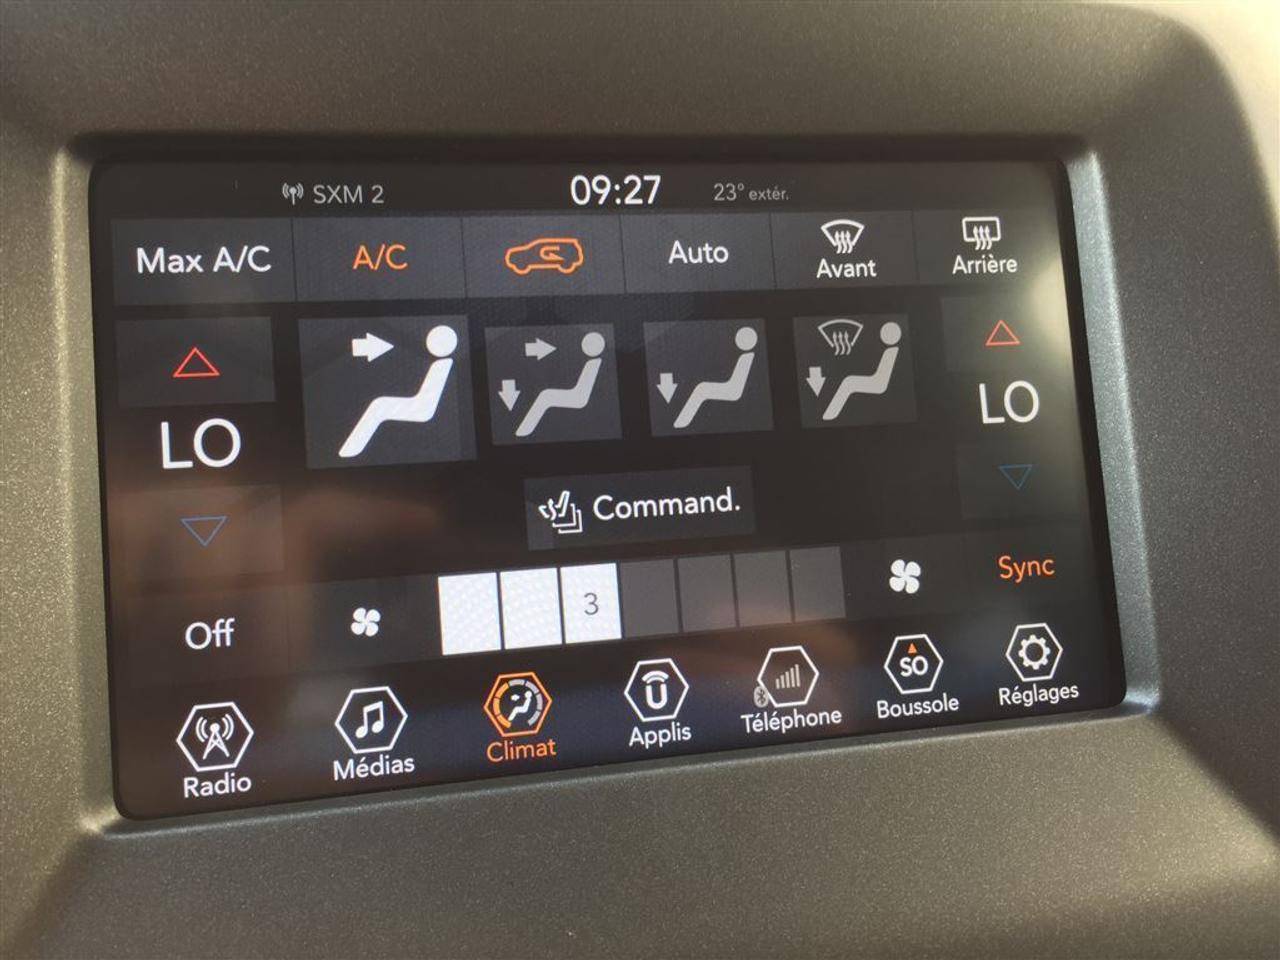 SXM 2 09:27 23° extér.
Max A/C A/C Auto Avant Arrière
LO LO
Command.
Off 3 Sync
Radio Médias Climat Applis Téléphone SO Boussole Réglages